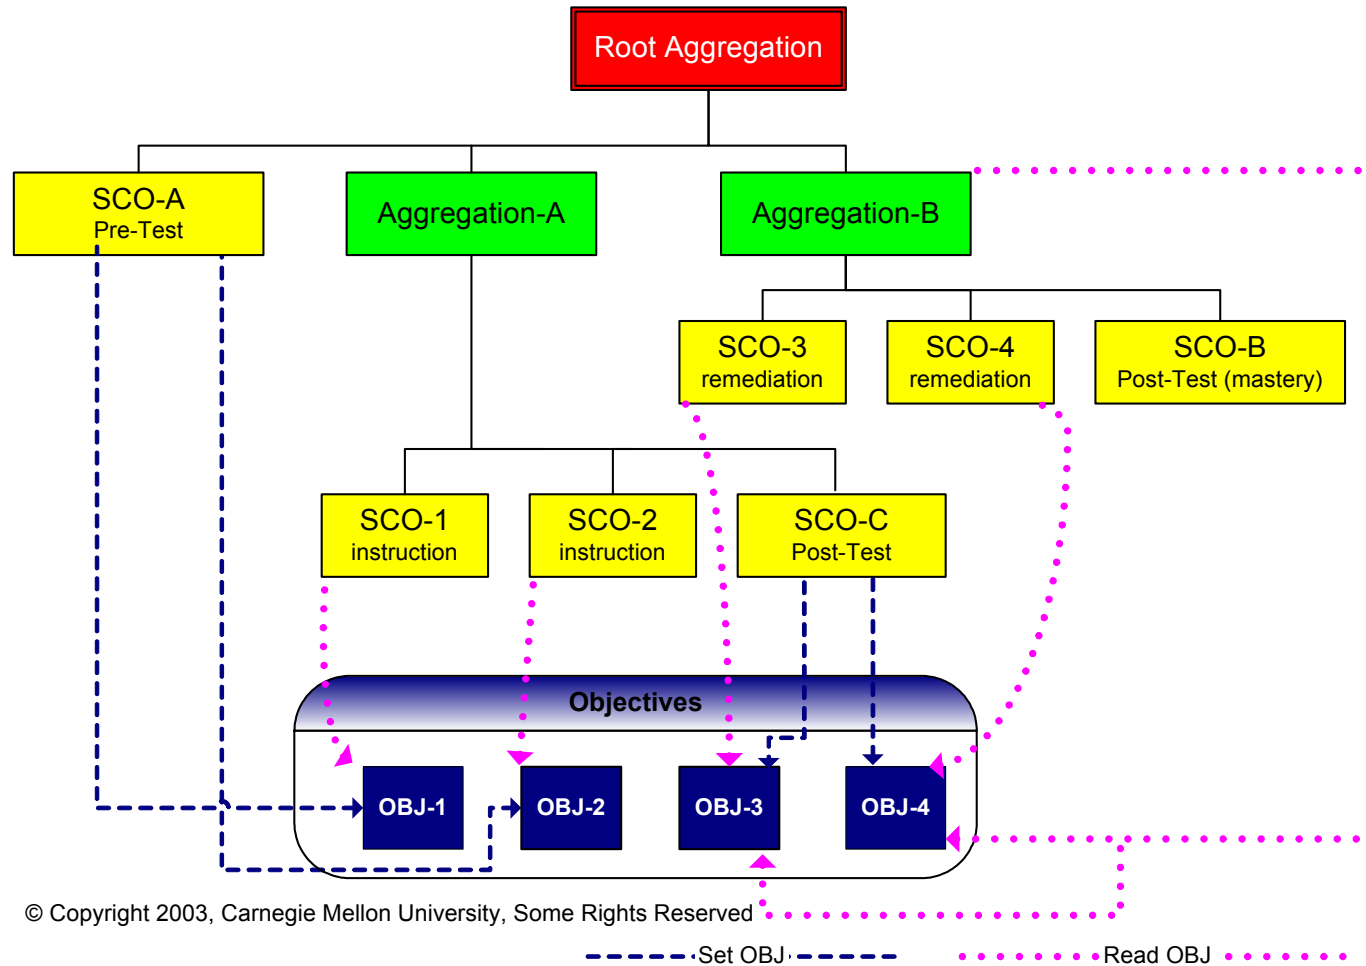 Root Aggregation
SCO-A
Pre-Test
Aggregation-A
Aggregation-B
SCO-3
remediation
SCO-4
remediation
SCO-B
Post-Test (mastery)
SCO-1
instruction
SCO-2
instruction
SCO-C
Post-Test
Objectives
OBJ-1
OBJ-2
OBJ-3
OBJ-4
© Copyright 2003, Carnegie Mellon University, Some Rights Reserved
Set OBJ
Read OBJ